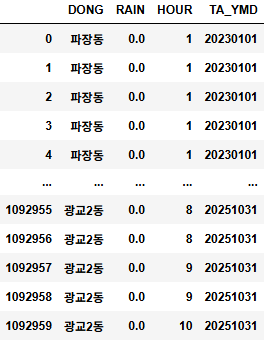 DONG RAIN HOUR TA_YMD
0 파장동 0.0 1 20230101
1 파장동 0.0 1 20230101
2 파장동 0.0 1 20230101
3 파장동 0.0 1 20230101
4 파장동 0.0 1 20230101
... ... ... ... ...
1092955 광교2동 0.0 8 20251031
1092956 광교2동 0.0 8 20251031
1092957 광교2동 0.0 9 20251031
1092958 광교2동 0.0 9 20251031
1092959 광교2동 0.0 10 20251031